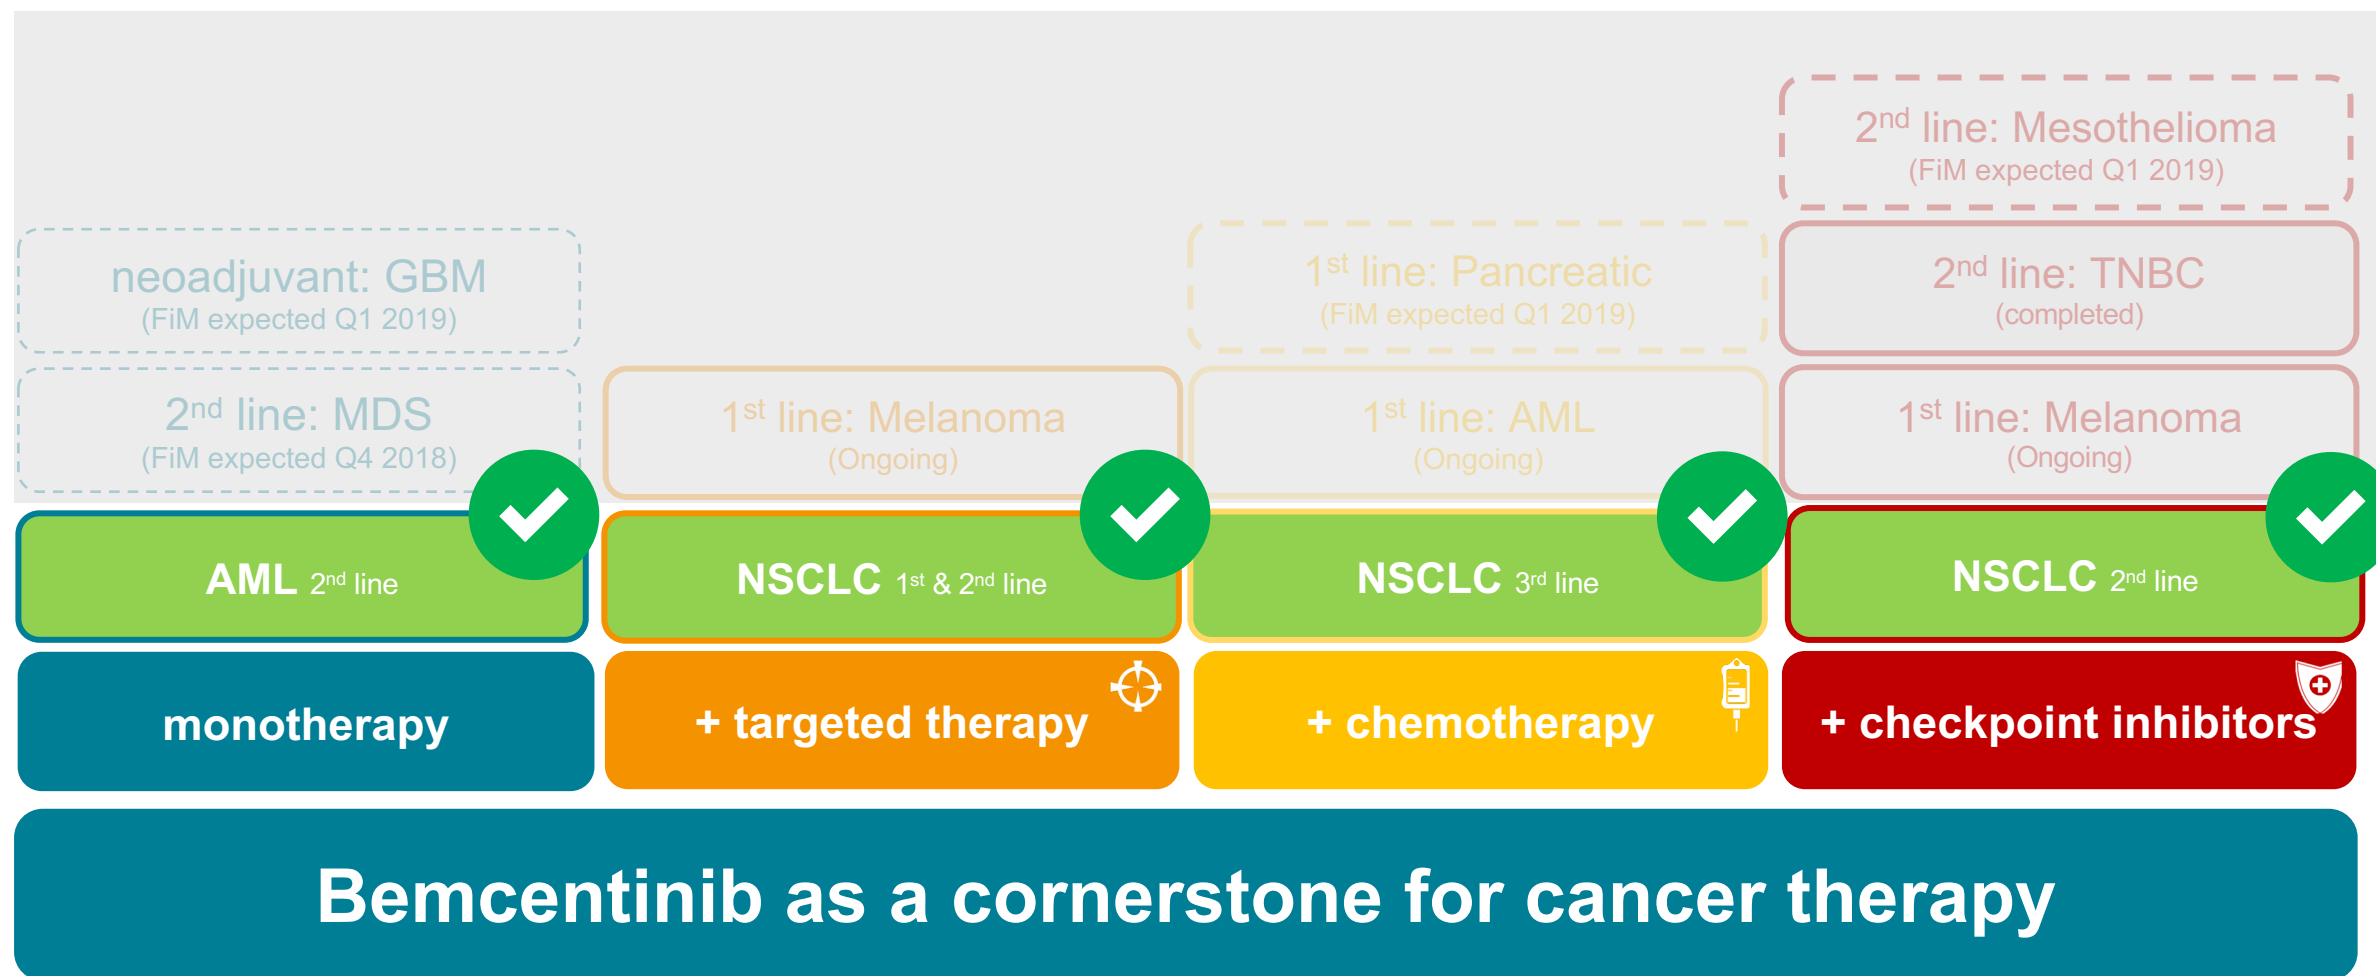 2nd line: Mesothelioma
(FiM expected Q1 2019)
neoadjuvant: GBM
(FiM expected Q1 2019)
1st line: Pancreatic
(FiM expected Q1 2019)
2nd line: TNBC
(completed)
2nd line: MDS
(FiM expected Q4 2018)
1st line: Melanoma
(Ongoing)
1st line: AML
(Ongoing)
1st line: Melanoma
(Ongoing)
AML 2nd line
NSCLC 1st & 2nd line
NSCLC 3rd line
NSCLC 2nd line
monotherapy
+ targeted therapy
+ chemotherapy
+ checkpoint inhibitors
Bemcentinib as a cornerstone for cancer therapy